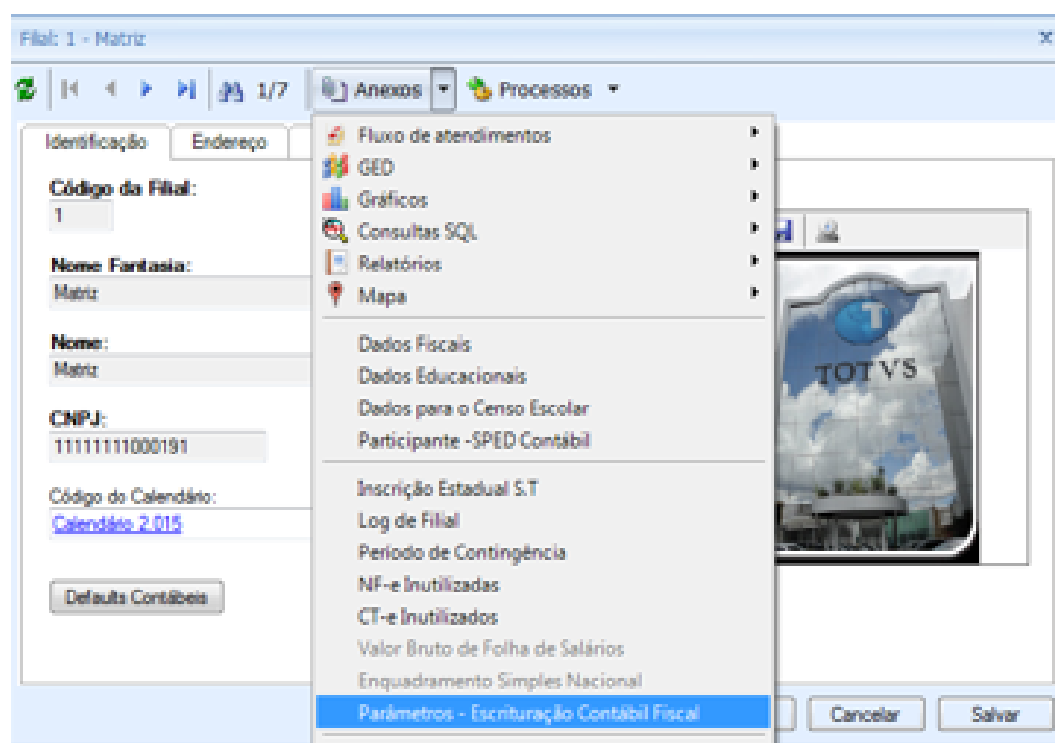 Filial: 1 - Matriz
1/7 Anexos Processos
Identificação Endereço
Fluxo de atendimentos
GED
Gráficos
Consultas SQL
Relatórios
Mapa
Dados Fiscais
Dados Educacionais
Dados para o Censo Escolar
Participante -SPED Contábil
Inscrição Estadual S.T
Log de Filial
Período de Contingência
NF-e Inutilizadas
CT-e Inutilizados
Valor Bruto de Folha de Salários
Enquadramento Simples Nacional
Parâmetros - Escrituração Contábil Fiscal
Código da Filial:
1
Nome Fantasia:
Matriz
Nome:
Matriz
CNPJ:
11111111000191
Código do Calendário:
Calendário 2.015
Defaults Contábeis
TOTVS
Cancelar Salvar